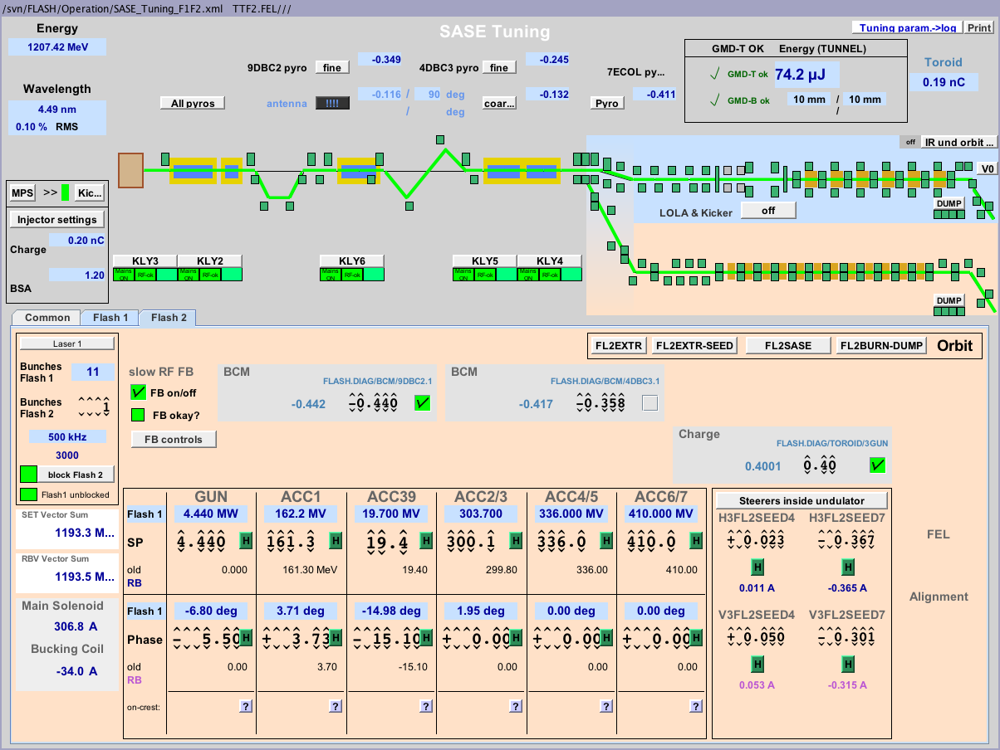 /svn/FLASH/Operation/SASE_Tuning_F1F2.xml TTF2.FEL///
Energy
1207.42 MeV
Wavelength
4.49 nm
0.10 % RMS
SASE Tuning
Tuning param.->log Print
9DBC2 pyro fine -0.349
4DBC3 pyro fine -0.245
7ECOL py...
All pyros antenna !!!! -0.116 / 90 deg
/ deg
coar... -0.132
Pyro -0.411
GMD-T OK Energy (TUNNEL)
GMD-T ok 74.2 µJ
GMD-B ok 10 mm / 10 mm
/
Toroid
0.19 nC
off IR und orbit ...
V0
LOLA & Kicker off
DUMP
DUMP
MPS >> Kic...
Injector settings
Charge 0.20 nC
1.20
BSA
KLY3 KLY2
Mains ON RF-ok Mains ON RF-ok
KLY6
Mains ON RF-ok
KLY5 KLY4
Mains ON RF-ok Mains ON RF-ok
Common Flash 1 Flash 2
Laser 1
Bunches Flash 1 11
Bunches Flash 2 1
500 kHz
3000
block Flash 2
Flash1 unblocked
SET Vector Sum
1193.3 M...
RBV Vector Sum
1193.5 M...
Main Solenoid
306.8 A
Bucking Coil
-34.0 A
slow RF FB
FB on/off
FB okay?
FB controls
BCM
FLASH.DIAG/BCM/9DBC2.1
-0.442 -0.440
BCM
FLASH.DIAG/BCM/4DBC3.1
-0.417 -0.358
FL2EXTR FL2EXTR-SEED FL2SASE FL2BURN-DUMP Orbit
Charge
FLASH.DIAG/TOROID/3GUN
0.4001 0.40
GUN ACC1 ACC39 ACC2/3 ACC4/5 ACC6/7
Flash 1 4.440 MW 162.2 MV 19.700 MV 303.700 336.000 MV 410.000 MV
SP 4.440 H 161.3 H 19.4 H 300.1 H 336.0 H 410.0 H
old 0.000 161.30 MeV 19.40 299.80 336.00 410.00
RB
Flash 1 -6.80 deg 3.71 deg -14.98 deg 1.95 deg 0.00 deg 0.00 deg
Phase - 5.50 H + 3.73 H - 15.10 H + 0.00 H + 0.00 H + 0.00 H
old 0.00 3.70 -15.10 0.00 0.00 0.00
RB
on-crest: ? ? ? ? ? ?
Steerers inside undulator
H3FL2SEED4 H3FL2SEED7
+ 0.023 - 0.367
H H
0.011 A -0.365 A
V3FL2SEED4 V3FL2SEED7
+ 0.050 - 0.301
H H
0.053 A -0.315 A
FEL
Alignment